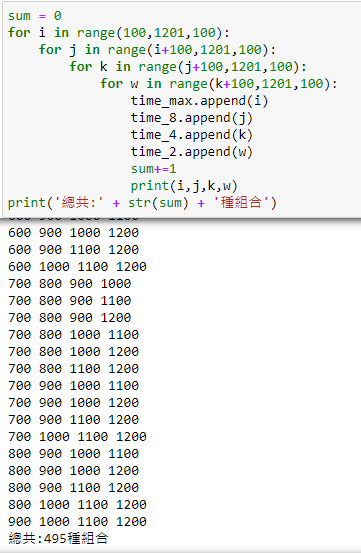 sum = 0
for i in range(100,1201,100):
    for j in range(i+100,1201,100):
        for k in range(j+100,1201,100):
            for w in range(k+100,1201,100):
                time_max.append(i)
                time_8.append(j)
                time_4.append(k)
                time_2.append(w)
                sum+=1
                print(i,j,k,w)
print('總共:' + str(sum) + '種組合')
600 900 1000 1100
600 900 1000 1200
600 900 1100 1200
600 1000 1100 1200
700 800 900 1000
700 800 900 1100
700 800 900 1200
700 800 1000 1100
700 800 1000 1200
700 800 1100 1200
700 900 1000 1100
700 900 1000 1200
700 900 1100 1200
700 1000 1100 1200
800 900 1000 1100
800 900 1000 1200
800 900 1100 1200
800 1000 1100 1200
900 1000 1100 1200
總共:495種組合